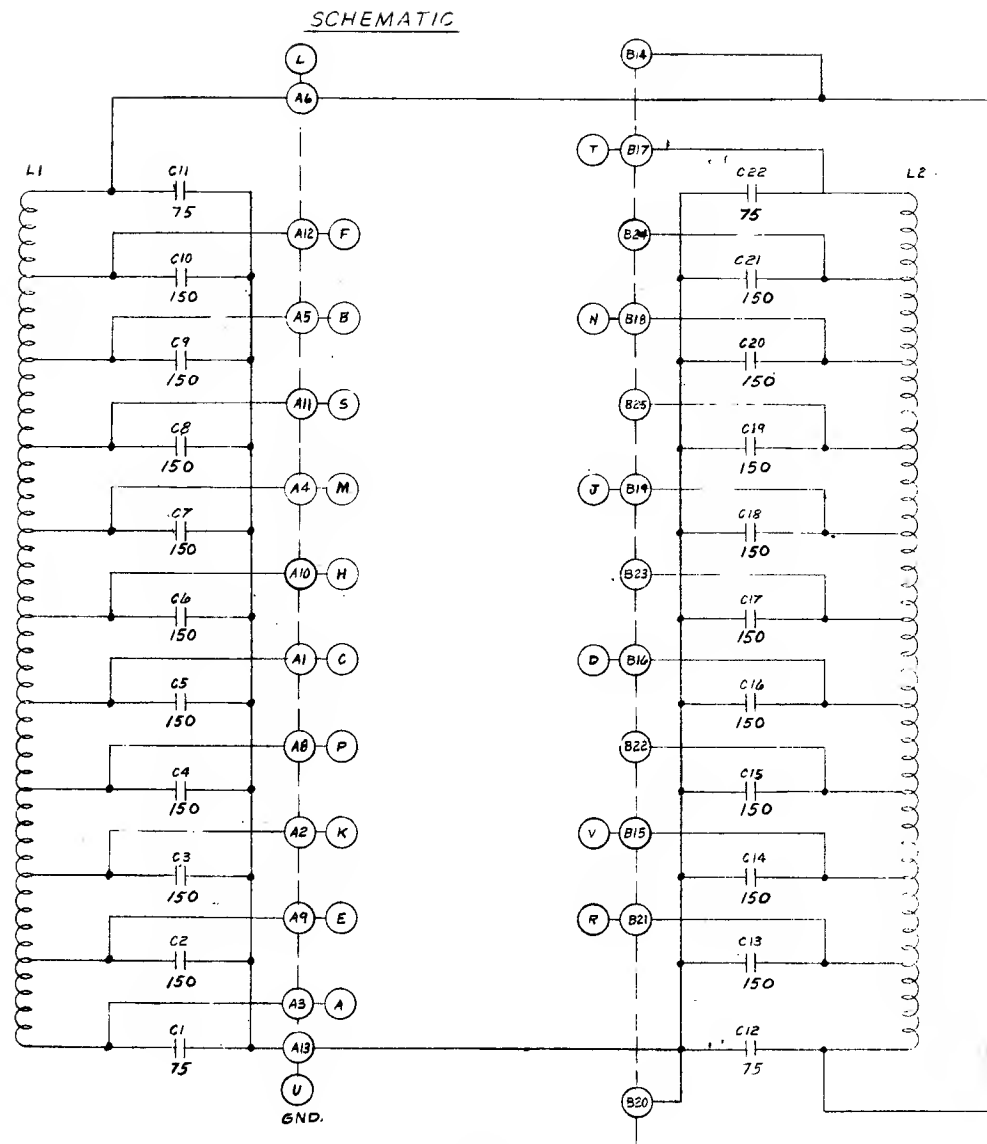 SCHEMATIC
L
B14
A6
T B17
L1
C11
75
C22
75
L2
A12 F
B24
C10
150
C21
150
A5 B
N B18
C9
150
C20
150
A11 S
B25
C8
150
C19
150
A4 M
J B19
C7
150
C18
150
A10 H
B23
C6
150
C17
150
A1 C
D B16
C5
150
C16
150
A8 P
B22
C4
150
C15
150
A2 K
V B15
C3
150
C14
150
A9 E
R B21
C2
150
C13
150
A3 A
C1
75
A13
C12
75
U
GND.
B20